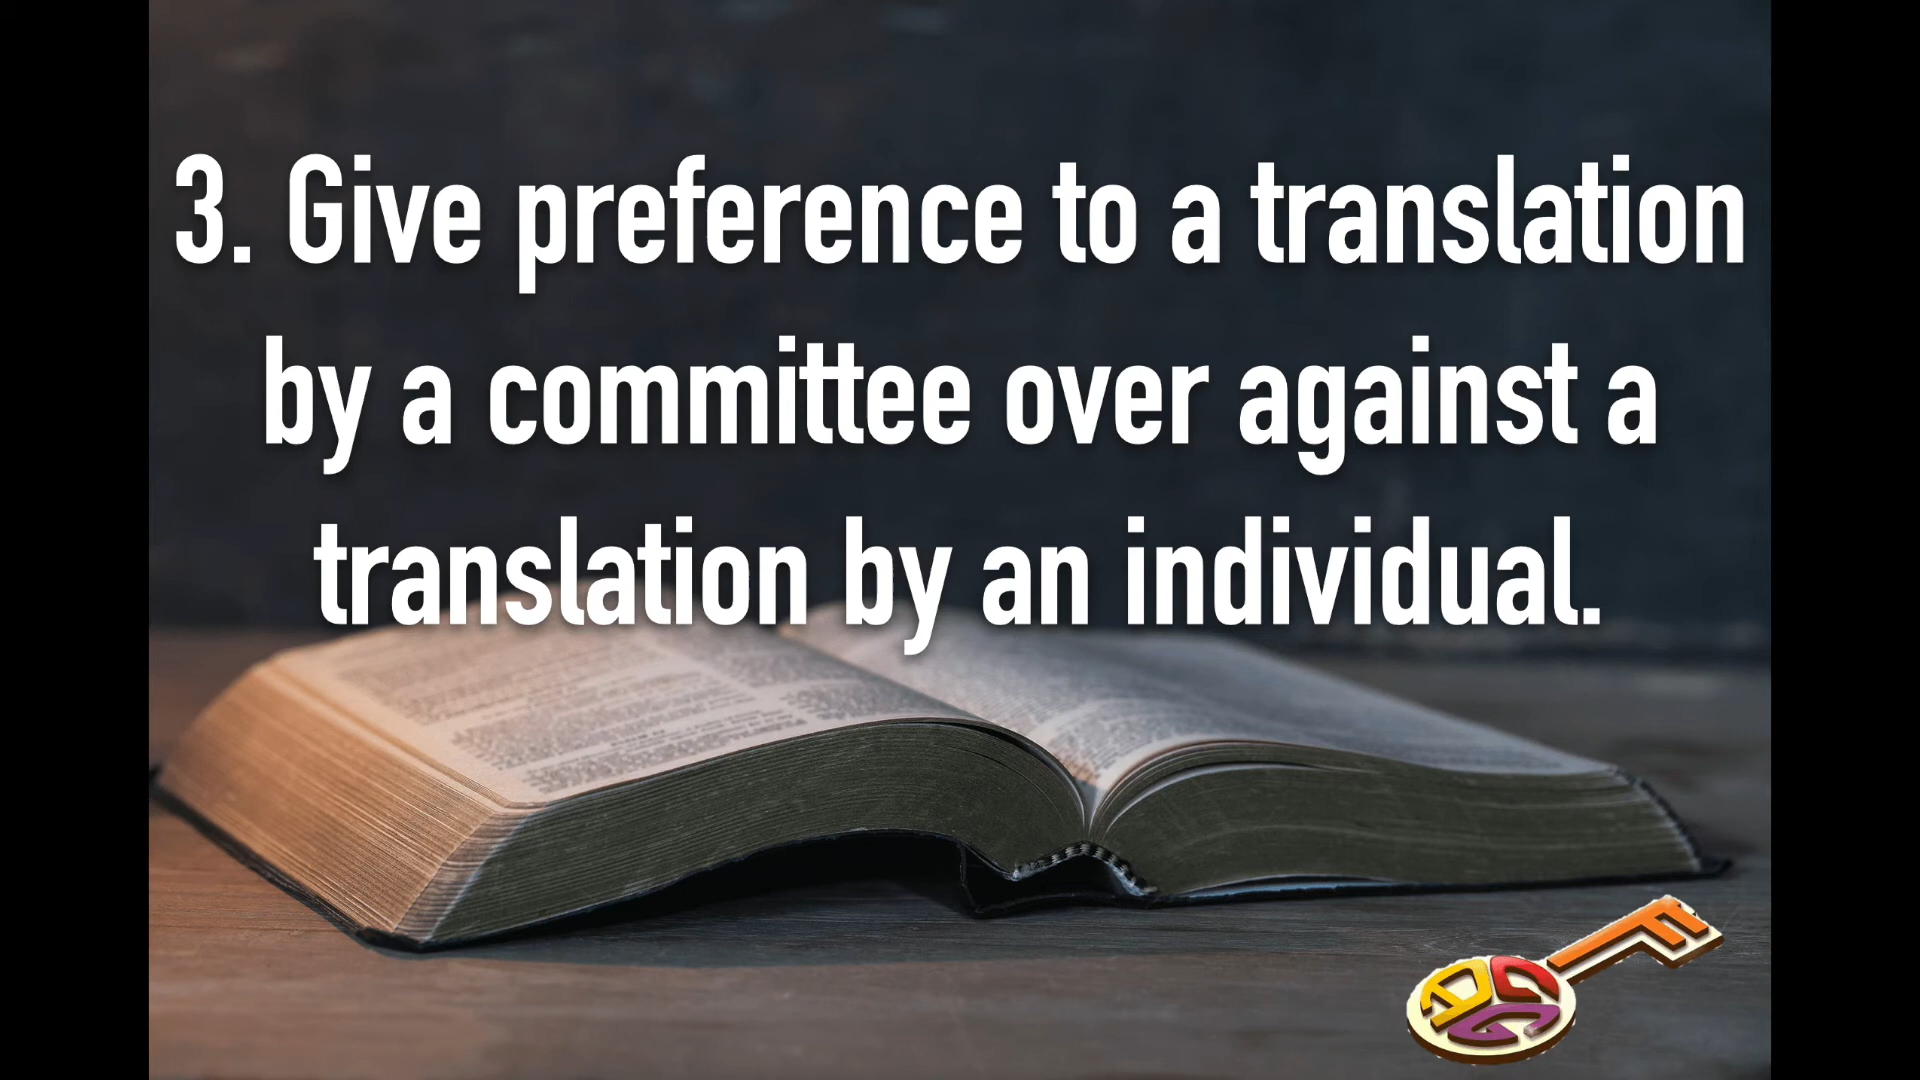 3. Give preference to a translation
by a committee over against a
translation by an individual.